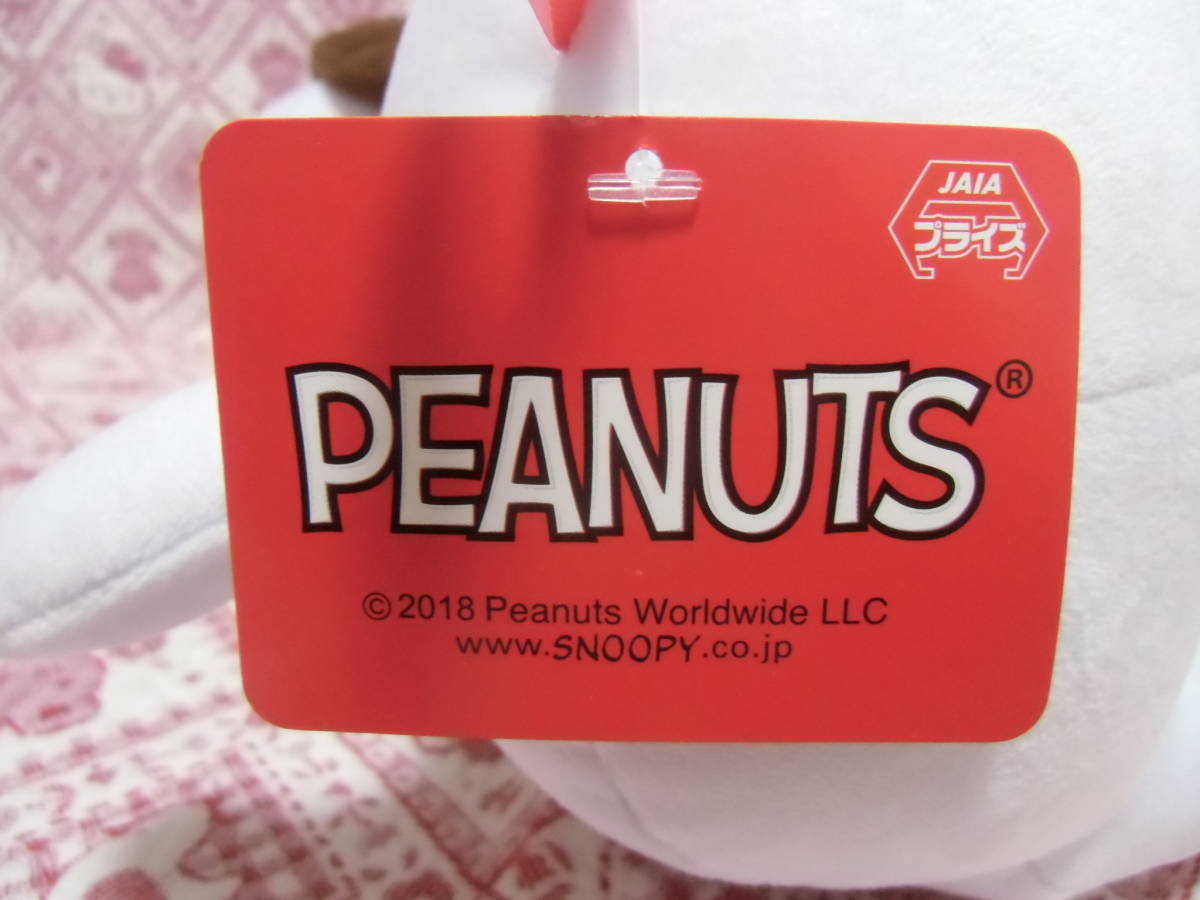 JAIA
プライズ
PEANUTS®
© 2018 Peanuts Worldwide LLC
www.SNOOPY.co.jp